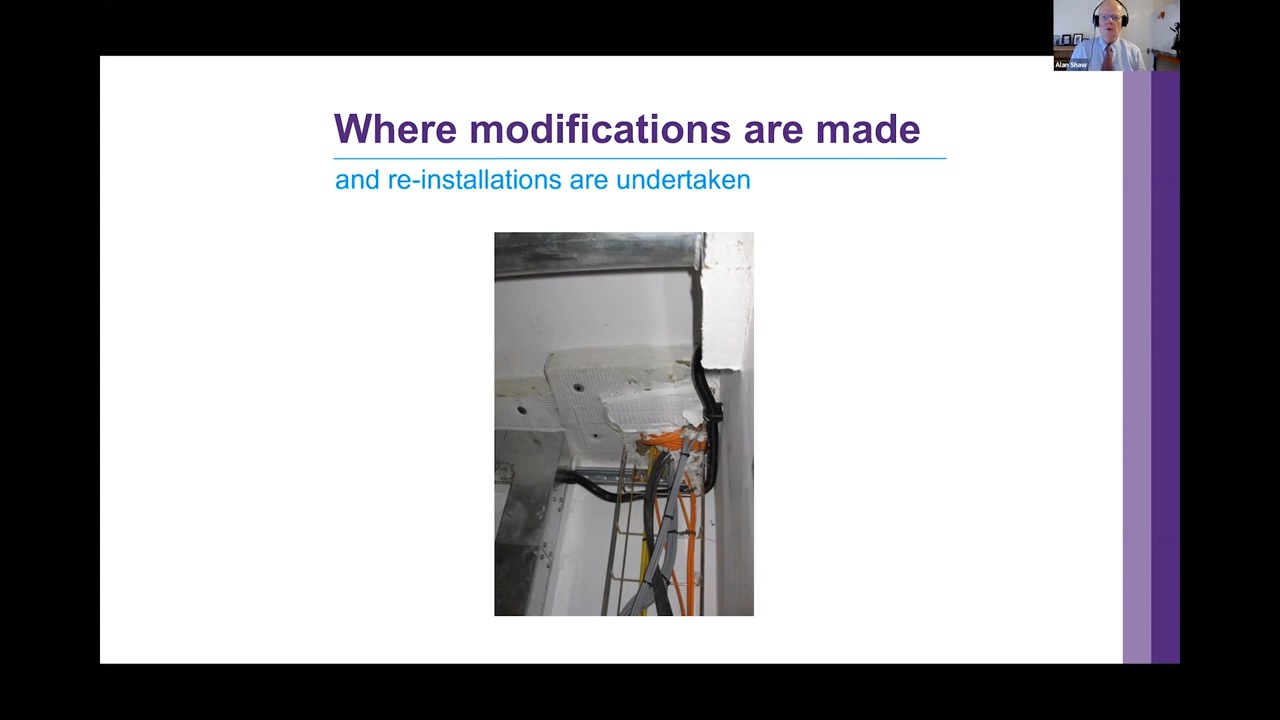 Where modifications are made
and re-installations are undertaken
Alan Shaw